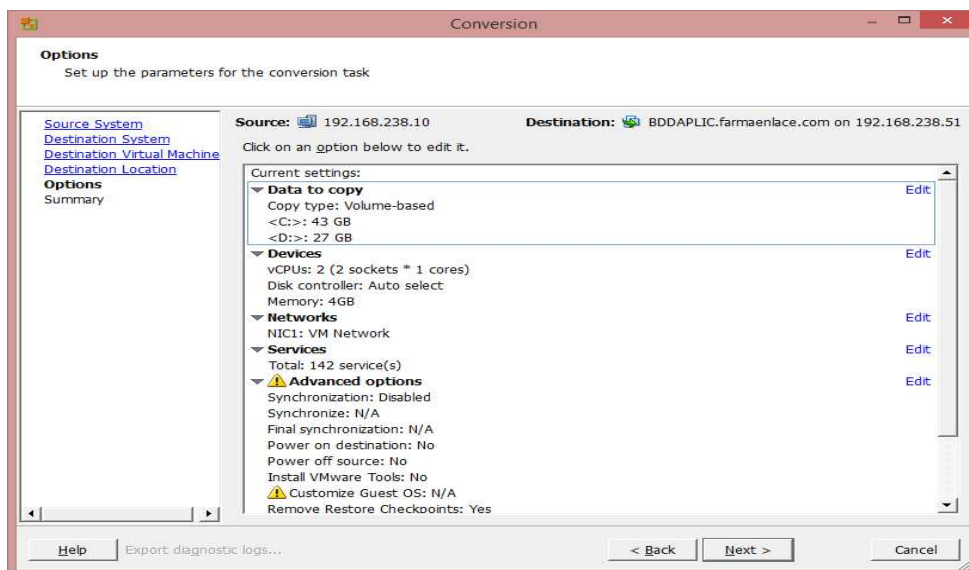 Conversion
Options
Set up the parameters for the conversion task
Source System
Destination System
Destination Virtual Machine
Destination Location
Options
Summary
Source: 192.168.238.10 Destination: BDDAPLIC.farmaenlace.com on 192.168.238.51
Click on an option below to edit it.
Current settings:
Data to copy Edit
Copy type: Volume-based
<C:>: 43 GB
<D:>: 27 GB
Devices Edit
vCPUs: 2 (2 sockets * 1 cores)
Disk controller: Auto select
Memory: 4GB
Networks Edit
NIC1: VM Network
Services Edit
Total: 142 service(s)
Advanced options Edit
Synchronization: Disabled
Synchronize: N/A
Final synchronization: N/A
Power on destination: No
Power off source: No
Install VMware Tools: No
Customize Guest OS: N/A
Remove Restore Checkpoints: Yes
Help Export diagnostic logs... < Back Next > Cancel